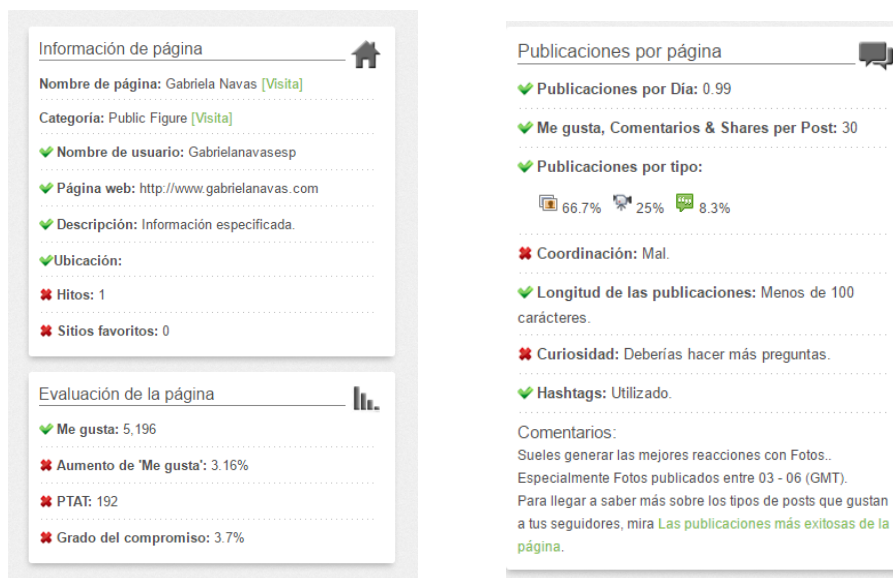 Información de página
Nombre de página: Gabriela Navas [Visita]
Categoría: Public Figure [Visita]
Nombre de usuario: Gabrielanavasesp
Página web: http://www.gabrielanavas.com
Descripción: Información especificada.
Ubicación:
Hitos: 1
Sitios favoritos: 0
Evaluación de la página
Me gusta: 5,196
Aumento de 'Me gusta': 3.16%
PTAT: 192
Grado del compromiso: 3.7%
Publicaciones por página
Publicaciones por Día: 0.99
Me gusta, Comentarios & Shares per Post: 30
Publicaciones por tipo:
66.7% 25% 8.3%
Coordinación: Mal.
Longitud de las publicaciones: Menos de 100
carácteres.
Curiosidad: Deberías hacer más preguntas.
Hashtags: Utilizado.
Comentarios:
Sueles generar las mejores reacciones con Fotos..
Especialmente Fotos publicados entre 03 - 06 (GMT).
Para llegar a saber más sobre los tipos de posts que gustan
a tus seguidores, mira Las publicaciones más exitosas de la
página.